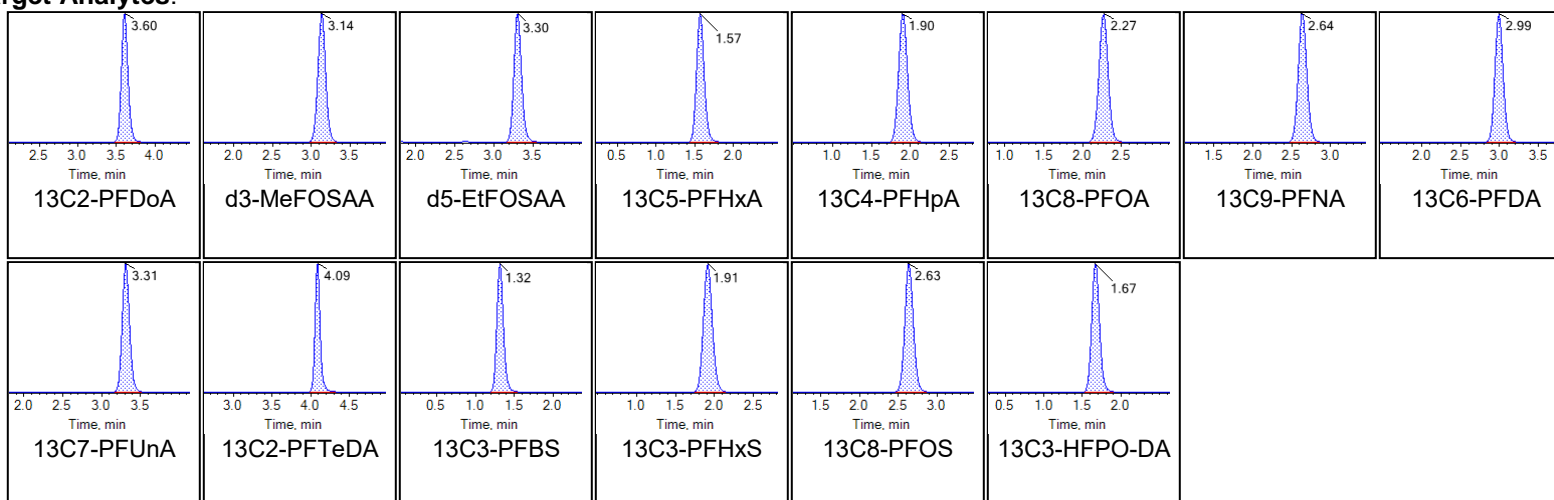 rget Analytes:
3.60 3.14 3.30 1.57 1.90 2.27 2.64 2.99
2.5 3.0 3.5 4.0 2.0 2.5 3.0 3.5 2.0 2.5 3.0 3.5 0.5 1.0 1.5 2.0 1.0 1.5 2.0 2.5 1.0 1.5 2.0 2.5 1.5 2.0 2.5 3.0 2.0 2.5 3.0 3.5
Time, min Time, min Time, min Time, min Time, min Time, min Time, min Time, min
13C2-PFDoA d3-MeFOSAA d5-EtFOSAA 13C5-PFHxA 13C4-PFHpA 13C8-PFOA 13C9-PFNA 13C6-PFDA
3.31 4.09 1.32 1.91 2.63 1.67
2.0 2.5 3.0 3.5 3.0 3.5 4.0 4.5 0.5 1.0 1.5 2.0 1.0 1.5 2.0 2.5 1.5 2.0 2.5 3.0 0.5 1.0 1.5 2.0
Time, min Time, min Time, min Time, min Time, min Time, min
13C7-PFUnA 13C2-PFTeDA 13C3-PFBS 13C3-PFHxS 13C8-PFOS 13C3-HFPO-DA